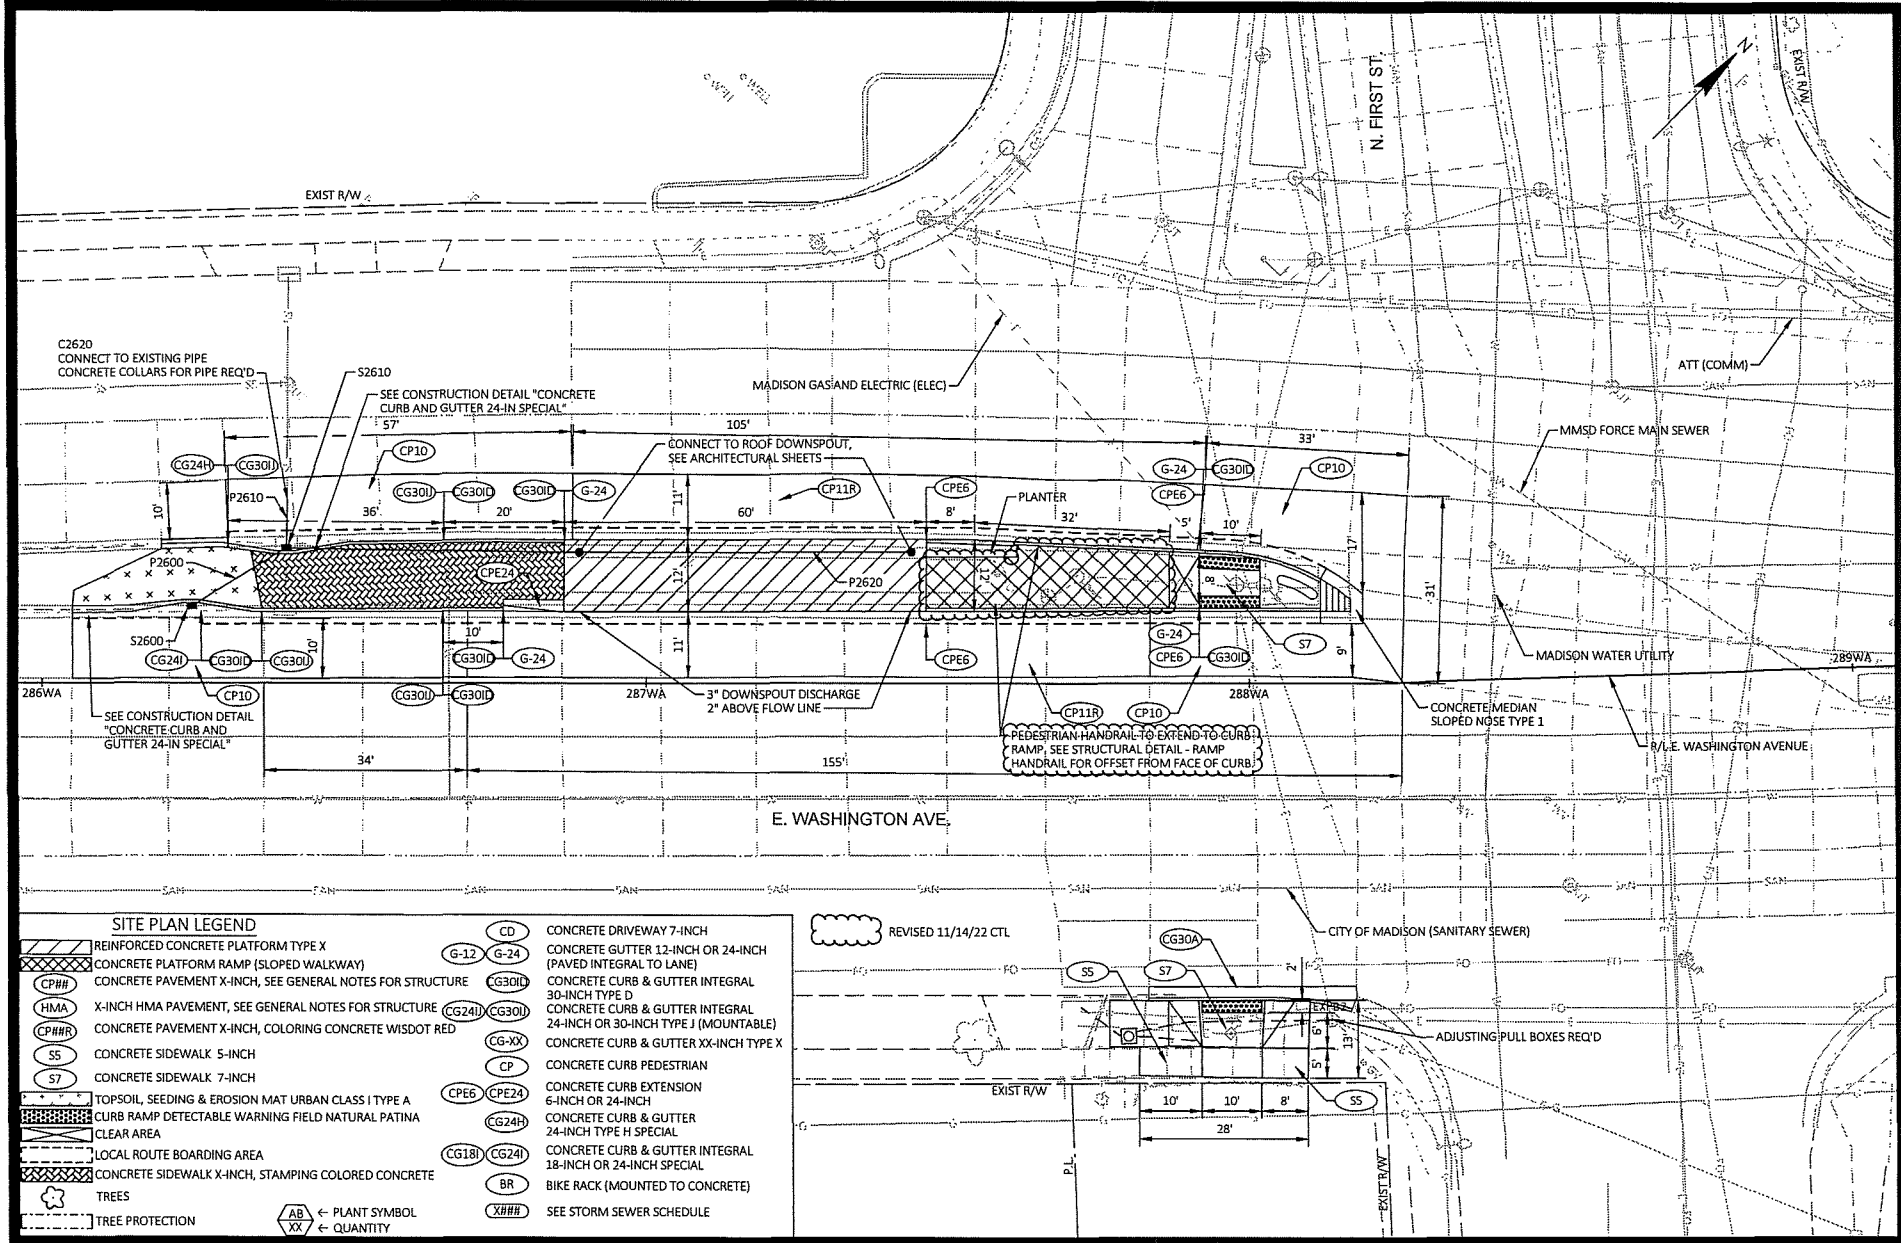 N. FIRST ST.
N
EXIST R/W
EXIST R/W
WELL
WELL
C2620
CONNECT TO EXISTING PIPE
CONCRETE COLLARS FOR PIPE REQ'D
S2610
SEE CONSTRUCTION DETAIL "CONCRETE
CURB AND GUTTER 24-IN SPECIAL"
MADISON GAS AND ELECTRIC (ELEC)
ATT (COMM)
57'
105'
33'
CONNECT TO ROOF DOWNSPOUT,
SEE ARCHITECTURAL SHEETS
MMSD FORCE MAIN SEWER
CP10
CG24H
CG30IJ
G-24
CG30ID
CP10
P2610
CG30IJ
CG30ID
CG30ID
G-24
11'
CP11R
CPE6
PLANTER
CPE6
10'
36'
20'
60'
8'
32'
5'
10'
17'
31'
P2600
CPE24
12'
P2620
12'
8'
S2600
10'
10'
11'
G-24
S7
9'
CG24I
CG30ID
CG30IJ
CG30ID
G-24
CPE6
CPE6
CG30ID
MADISON WATER UTILITY
289WA
286WA
CP10
CG30IJ
CG30ID
287WA
3" DOWNSPOUT DISCHARGE
2" ABOVE FLOW LINE
288WA
CP11R
CP10
CONCRETE MEDIAN
SLOPED NOSE TYPE 1
SEE CONSTRUCTION DETAIL
"CONCRETE CURB AND
GUTTER 24-IN SPECIAL"
PEDESTRIAN HANDRAIL TO EXTEND TO CURB
RAMP, SEE STRUCTURAL DETAIL - RAMP
HANDRAIL FOR OFFSET FROM FACE OF CURB
R/L E. WASHINGTON AVENUE
34'
155'
E. WASHINGTON AVE.
SITE PLAN LEGEND
REINFORCED CONCRETE PLATFORM TYPE X
CONCRETE PLATFORM RAMP (SLOPED WALKWAY)
CP## CONCRETE PAVEMENT X-INCH, SEE GENERAL NOTES FOR STRUCTURE
HMA X-INCH HMA PAVEMENT, SEE GENERAL NOTES FOR STRUCTURE
CP##R CONCRETE PAVEMENT X-INCH, COLORING CONCRETE WISDOT RED
S5 CONCRETE SIDEWALK 5-INCH
S7 CONCRETE SIDEWALK 7-INCH
TOPSOIL, SEEDING & EROSION MAT URBAN CLASS I TYPE A
CURB RAMP DETECTABLE WARNING FIELD NATURAL PATINA
CLEAR AREA
LOCAL ROUTE BOARDING AREA
CONCRETE SIDEWALK X-INCH, STAMPING COLORED CONCRETE
TREES
TREE PROTECTION
AB ← PLANT SYMBOL
XX ← QUANTITY
CD CONCRETE DRIVEWAY 7-INCH
G-12 G-24 CONCRETE GUTTER 12-INCH OR 24-INCH
(PAVED INTEGRAL TO LANE)
CG30ID CONCRETE CURB & GUTTER INTEGRAL
30-INCH TYPE D
CG24IJ CG30IJ CONCRETE CURB & GUTTER INTEGRAL
24-INCH OR 30-INCH TYPE J (MOUNTABLE)
CG-XX CONCRETE CURB & GUTTER XX-INCH TYPE X
CP CONCRETE CURB PEDESTRIAN
CPE6 CPE24 CONCRETE CURB EXTENSION
6-INCH OR 24-INCH
CG24H CONCRETE CURB & GUTTER
24-INCH TYPE H SPECIAL
CG18I CG24I CONCRETE CURB & GUTTER INTEGRAL
18-INCH OR 24-INCH SPECIAL
BR BIKE RACK (MOUNTED TO CONCRETE)
X### SEE STORM SEWER SCHEDULE
REVISED 11/14/22 CTL
CITY OF MADISON (SANITARY SEWER)
CG30A
S5
S7
2'
6'
13'
5'
ADJUSTING PULL BOXES REQ'D
EXIST R/W
S5
10'
10'
8'
28'
P.L.
EXIST R/W